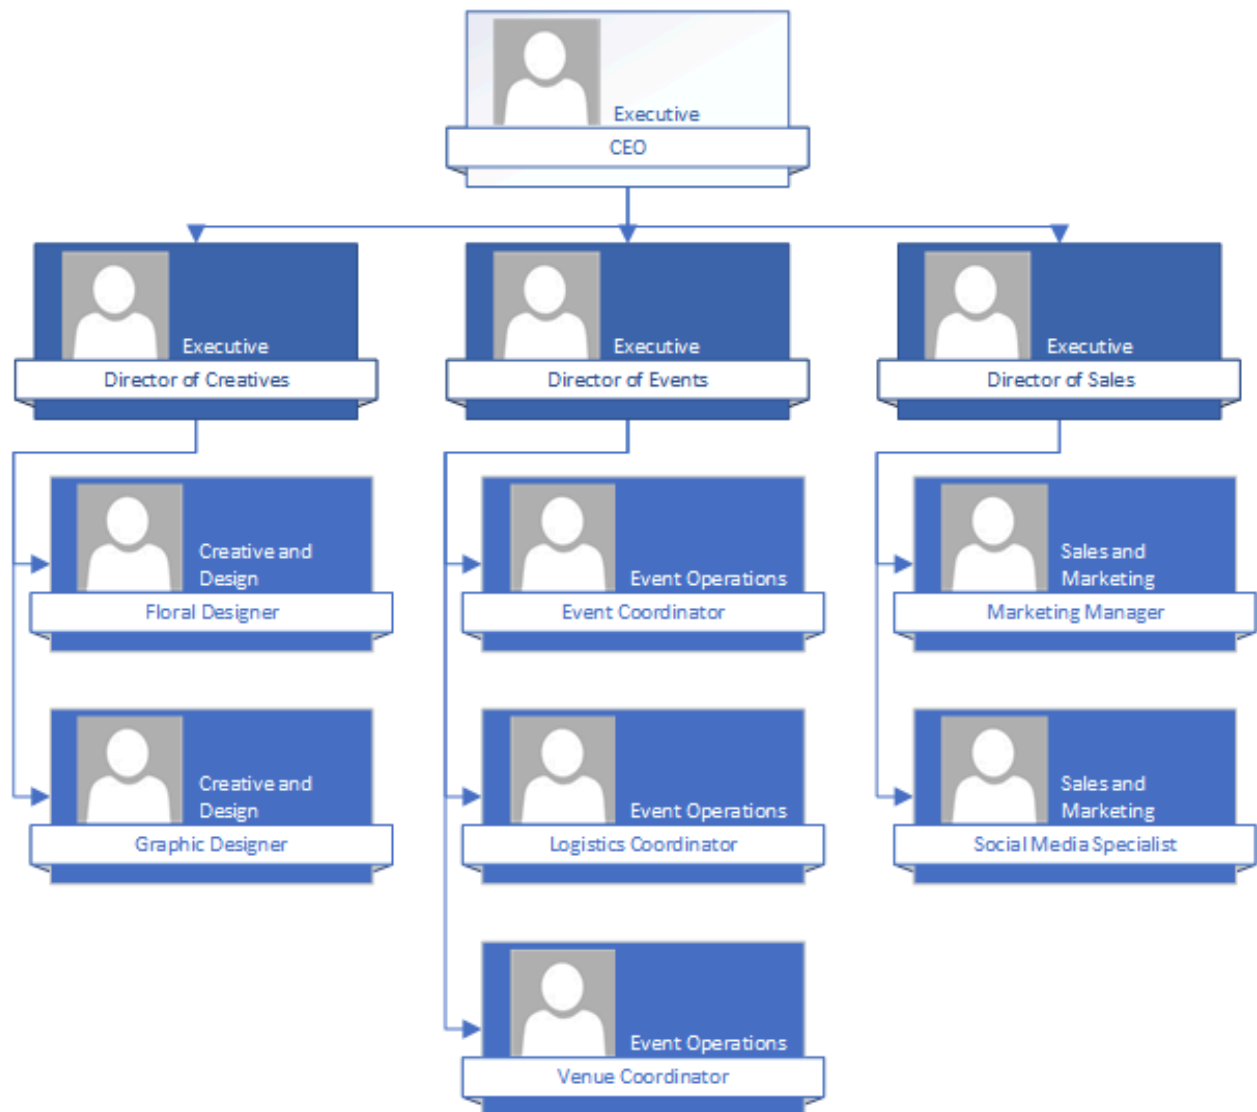 Executive
CEO
Executive
Director of Creatives
Executive
Director of Events
Executive
Director of Sales
Creative and
Design
Floral Designer
Event Operations
Event Coordinator
Sales and
Marketing
Marketing Manager
Creative and
Design
Graphic Designer
Event Operations
Logistics Coordinator
Sales and
Marketing
Social Media Specialist
Event Operations
Venue Coordinator